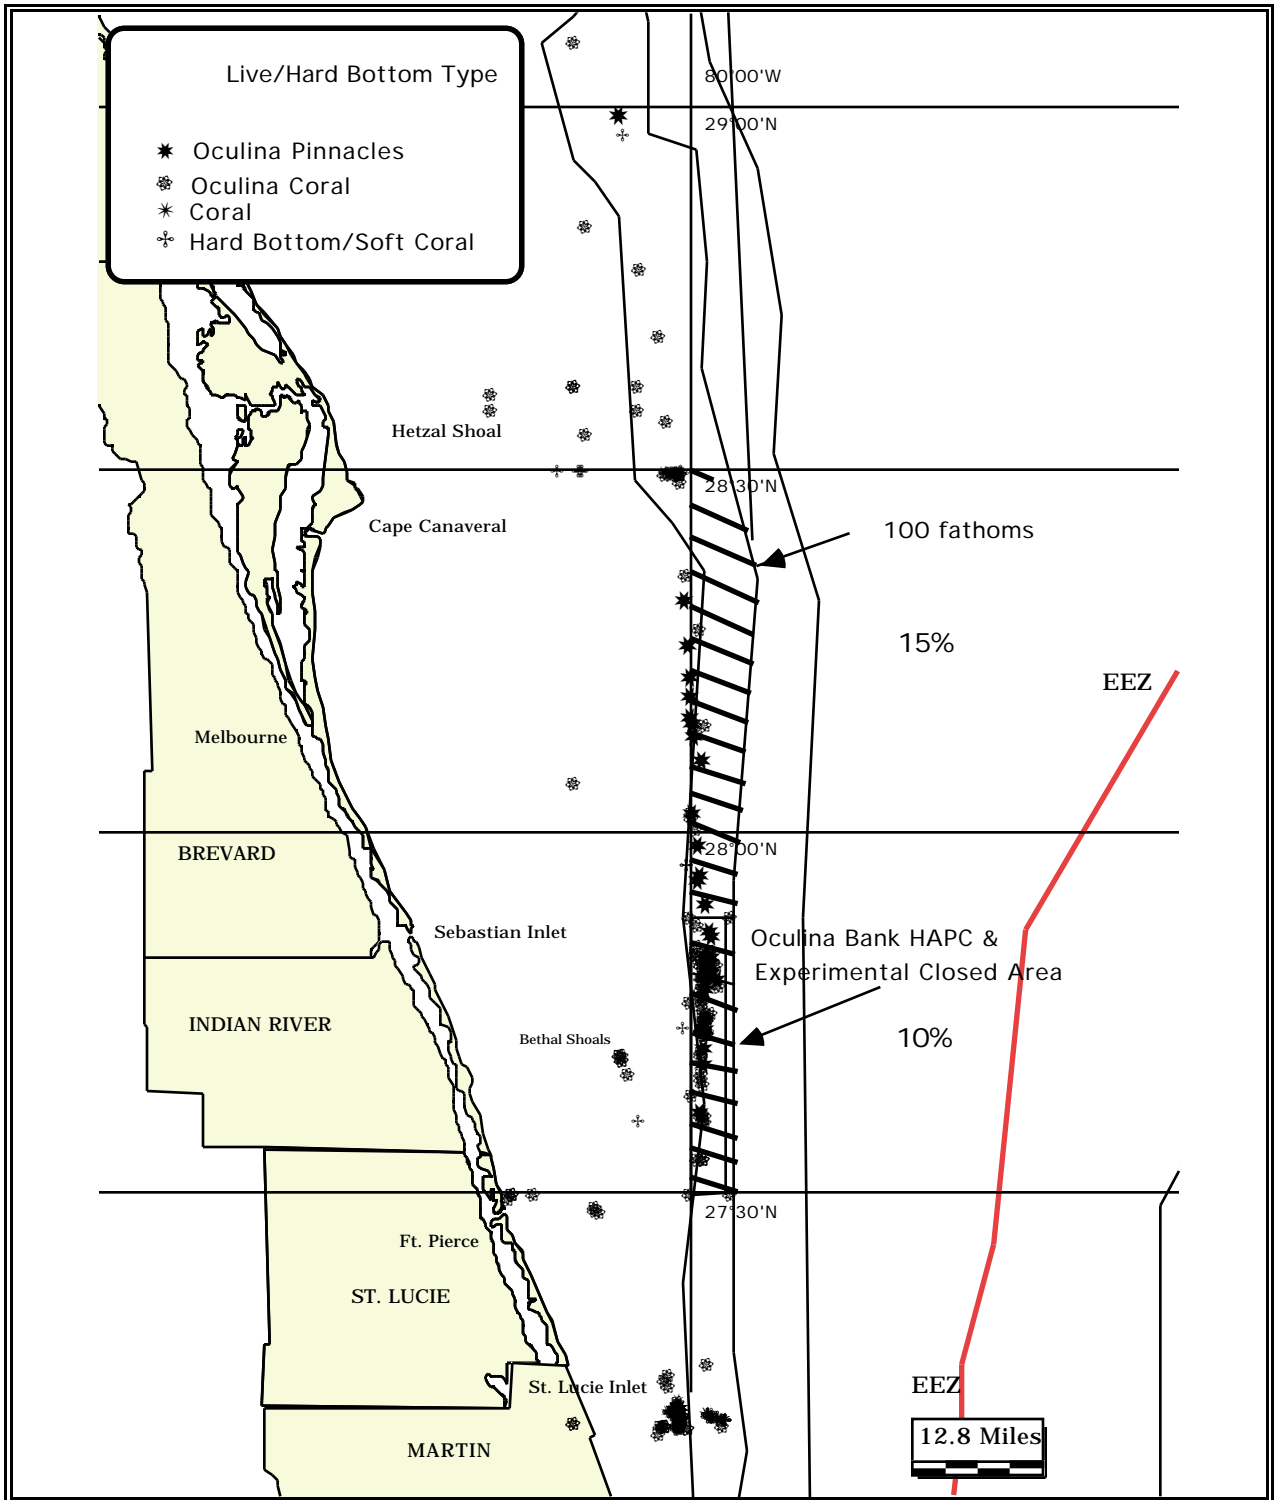 Live/Hard Bottom Type
Oculina Pinnacles
Oculina Coral
Coral
Hard Bottom/Soft Coral
80°00'W
29°00'N
Hetzal Shoal
28°30'N
Cape Canaveral
100 fathoms
15%
EEZ
Melbourne
28°00'N
BREVARD
Sebastian Inlet
Oculina Bank HAPC &
Experimental Closed Area
INDIAN RIVER
Bethal Shoals
10%
27°30'N
Ft. Pierce
ST. LUCIE
St. Lucie Inlet
EEZ
12.8 Miles
MARTIN